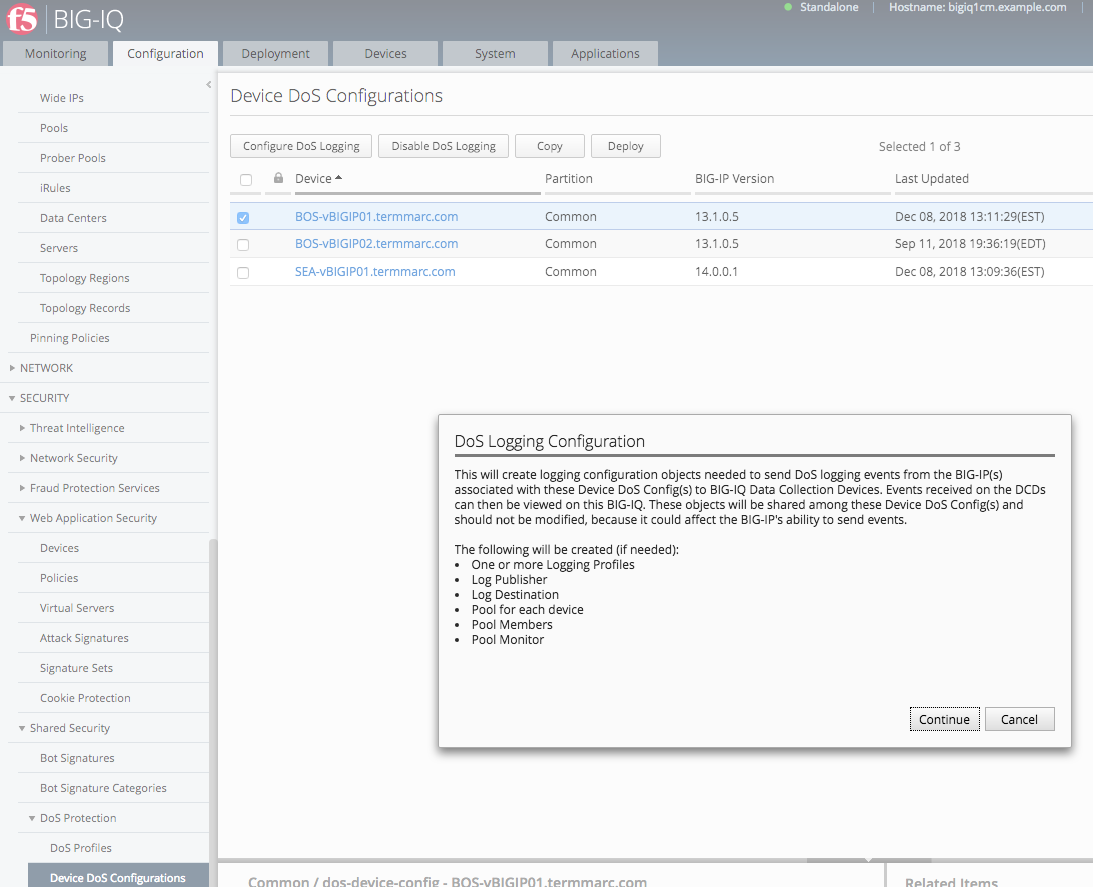 f5 BIG-IQ
Standalone
Hostname: bigiq1cm.example.com
Monitoring
Configuration
Deployment
Devices
System
Applications
Wide IPs
Pools
Prober Pools
iRules
Data Centers
Servers
Topology Regions
Topology Records
Pinning Policies
NETWORK
SECURITY
Threat Intelligence
Network Security
Fraud Protection Services
Web Application Security
Devices
Policies
Virtual Servers
Attack Signatures
Signature Sets
Cookie Protection
Shared Security
Bot Signatures
Bot Signature Categories
DoS Protection
DoS Profiles
Device DoS Configurations
Device DoS Configurations
Configure DoS Logging
Disable DoS Logging
Copy
Deploy
Selected 1 of 3
Device Partition BIG-IP Version Last Updated
BOS-vBIGIP01.termmarc.com Common 13.1.0.5 Dec 08, 2018 13:11:29(EST)
BOS-vBIGIP02.termmarc.com Common 13.1.0.5 Sep 11, 2018 19:36:19(EDT)
SEA-vBIGIP01.termmarc.com Common 14.0.0.1 Dec 08, 2018 13:09:36(EST)
DoS Logging Configuration
This will create logging configuration objects needed to send DoS logging events from the BIG-IP(s)
associated with these Device DoS Config(s) to BIG-IQ Data Collection Devices. Events received on the DCDs
can then be viewed on this BIG-IQ. These objects will be shared among these Device DoS Config(s) and
should not be modified, because it could affect the BIG-IP's ability to send events.
The following will be created (if needed):
• One or more Logging Profiles
• Log Publisher
• Log Destination
• Pool for each device
• Pool Members
• Pool Monitor
Continue
Cancel
Common / dos-device-config - BOS-vBIGIP01.termmarc.com
Related Items